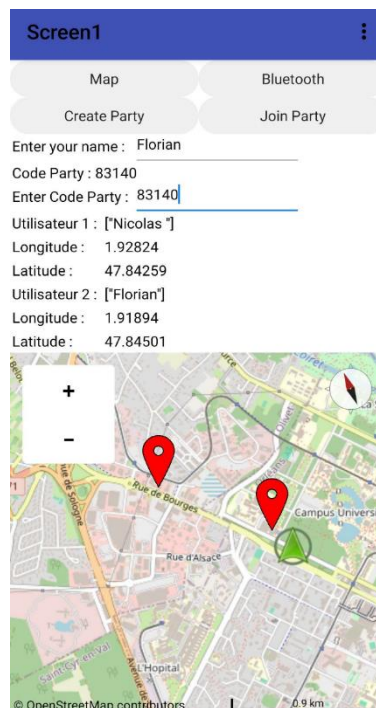 Screen1
Map Bluetooth
Create Party Join Party
Enter your name : Florian
Code Party : 83140
Enter Code Party : 83140
Utilisateur 1 : ["Nicolas "]
Longitude : 1.92824
Latitude : 47.84259
Utilisateur 2 : ["Florian"]
Longitude : 1.91894
Latitude : 47.84501
+
−
Rue de Bourges
Campus Univers
Rue d'Alsace
L'Hopital
© OpenStreetMap contributors
0.9 km